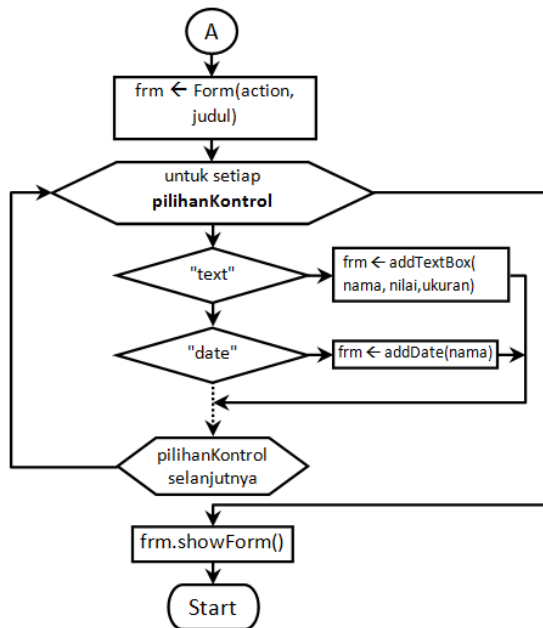 A
frm ← Form(action,
judul)
untuk setiap
pilihanKontrol
"text"
frm ← addTextBox(
nama, nilai,ukuran)
"date"
frm ← addDate(nama)
pilihanKontrol
selanjutnya
frm.showForm()
Start